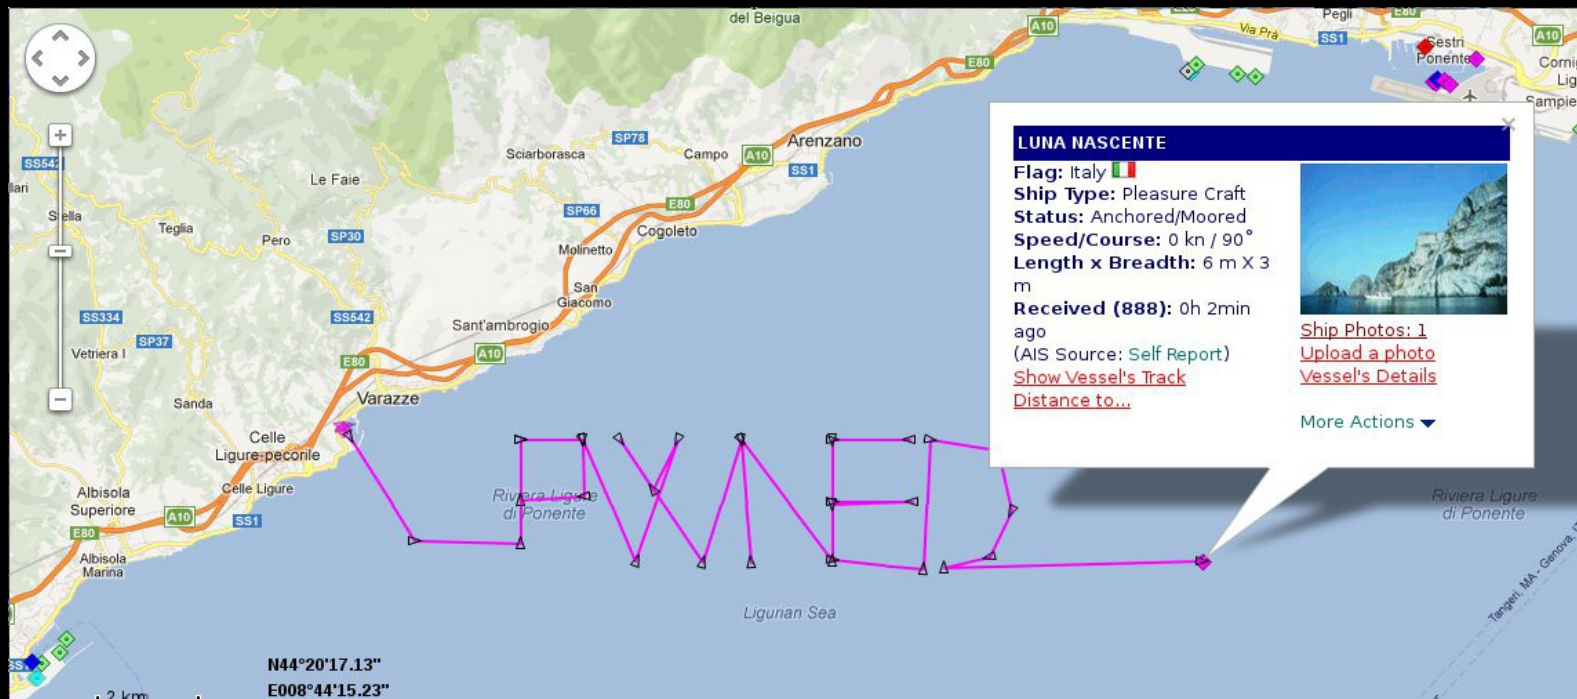 del Beigua
A10
E80
Via Prà
SS1
Pegli
E80
A10
Sestri
Ponente
E80
Arenzano
SP78
Sciarborasca
Campo
A10
SS1
SS542
Le Faie
Stella
SP66
E80
Teglia
Pero
SP30
Cogoleto
Molinetto
San
Giacomo
SS334
SS542
Sant'ambrogio
SP37
Vetriera I
E80
A10
Sanda
Varazze
Celle
Ligure-pecorile
Celle Ligure
Albisola
Superiore
A10
SS1
E80
Albisola
Marina
Riviera Ligure
di Ponente
PWNED
Ligurian Sea
LUNA NASCENTE
Flag: Italy
Ship Type: Pleasure Craft
Status: Anchored/Moored
Speed/Course: 0 kn / 90°
Length x Breadth: 6 m X 3
m
Received (888): 0h 2min
ago
(AIS Source: Self Report)
Show Vessel's Track
Distance to...
Ship Photos: 1
Upload a photo
Vessel's Details
More Actions
Riviera Ligure
di Ponente
Tangeri, MA - Genova, I
N44°20'17.13"
E008°44'15.23"
2 km